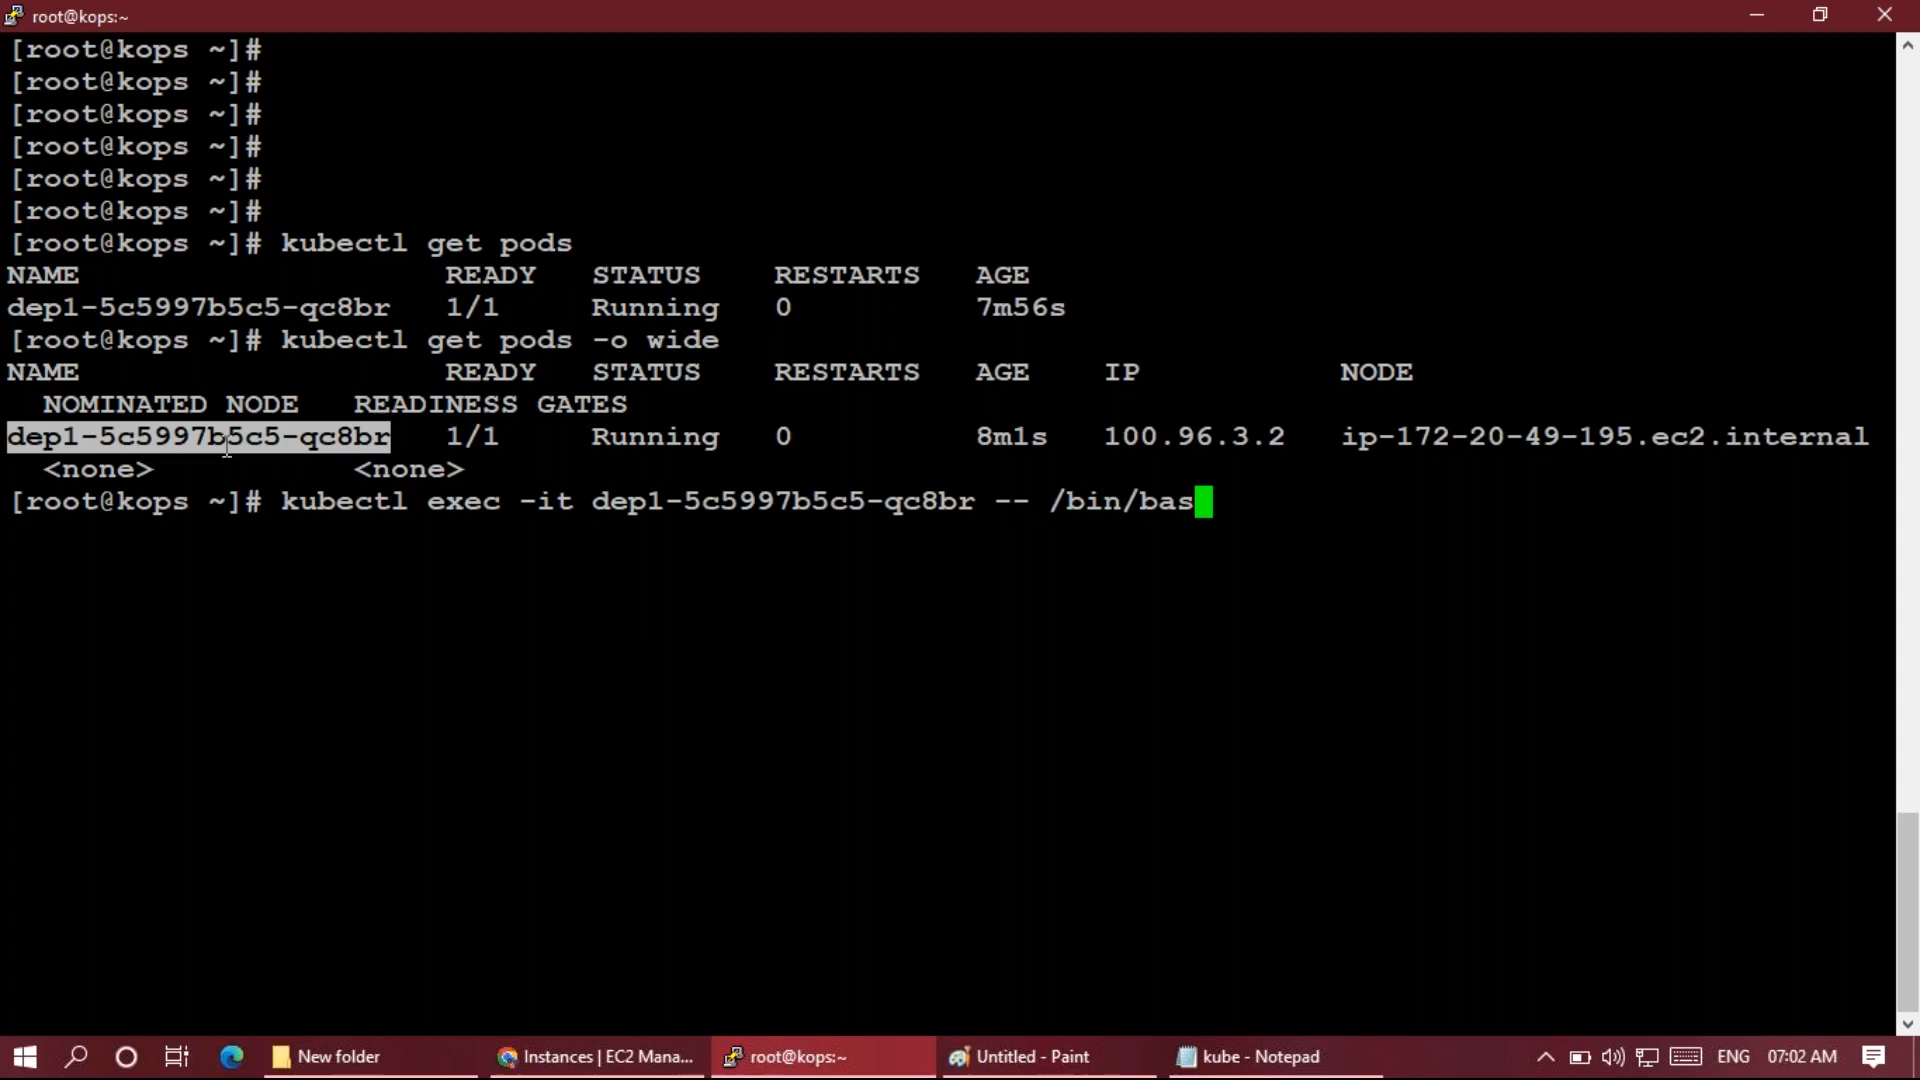 root@kops:~
[root@kops ~]#
[root@kops ~]#
[root@kops ~]#
[root@kops ~]#
[root@kops ~]#
[root@kops ~]#
[root@kops ~]# kubectl get pods
NAME READY STATUS RESTARTS AGE
dep1-5c5997b5c5-qc8br 1/1 Running 0 7m56s
[root@kops ~]# kubectl get pods -o wide
NAME READY STATUS RESTARTS AGE IP NODE
NOMINATED NODE READINESS GATES
dep1-5c5997b5c5-qc8br 1/1 Running 0 8m1s 100.96.3.2 ip-172-20-49-195.ec2.internal
<none> <none>
[root@kops ~]# kubectl exec -it dep1-5c5997b5c5-qc8br -- /bin/bas
New folder Instances | EC2 Mana... root@kops:~ Untitled - Paint kube - Notepad ENG 07:02 AM